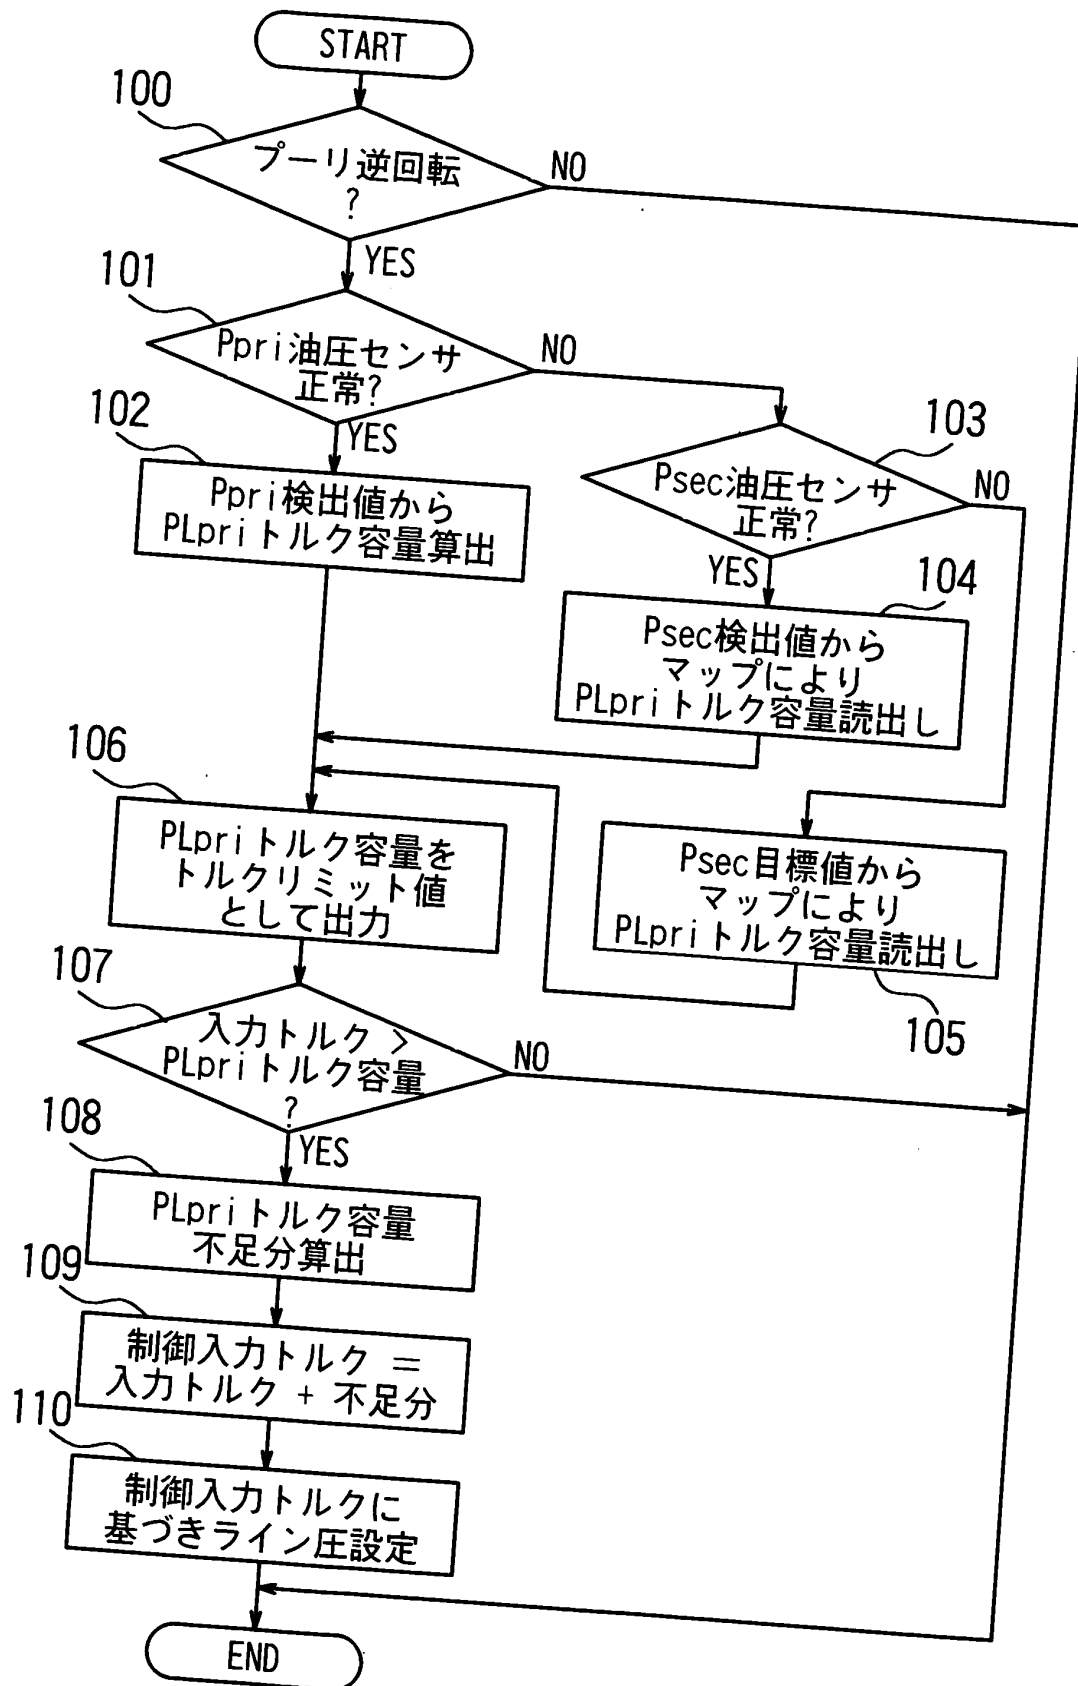 START
100
プーリ逆回転
?
NO
YES
101
Ppri油圧センサ
正常?
NO
YES
102
Ppri検出値から
PLpriトルク容量算出
103
Psec油圧センサ
正常?
NO
YES
104
Psec検出値から
マップにより
PLpriトルク容量読出し
Psec目標値から
マップにより
PLpriトルク容量読出し
105
106
PLpriトルク容量を
トルクリミット値
として出力
107
入力トルク >
PLpriトルク容量
?
NO
YES
108
PLpriトルク容量
不足分算出
109
制御入力トルク =
入力トルク + 不足分
110
制御入力トルクに
基づきライン圧設定
END